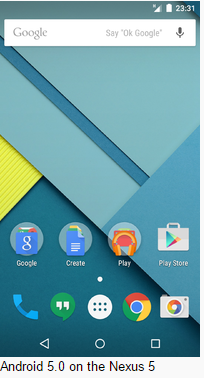 23:31
Google Say "Ok Google"
Google Create Play Play Store
Android 5.0 on the Nexus 5